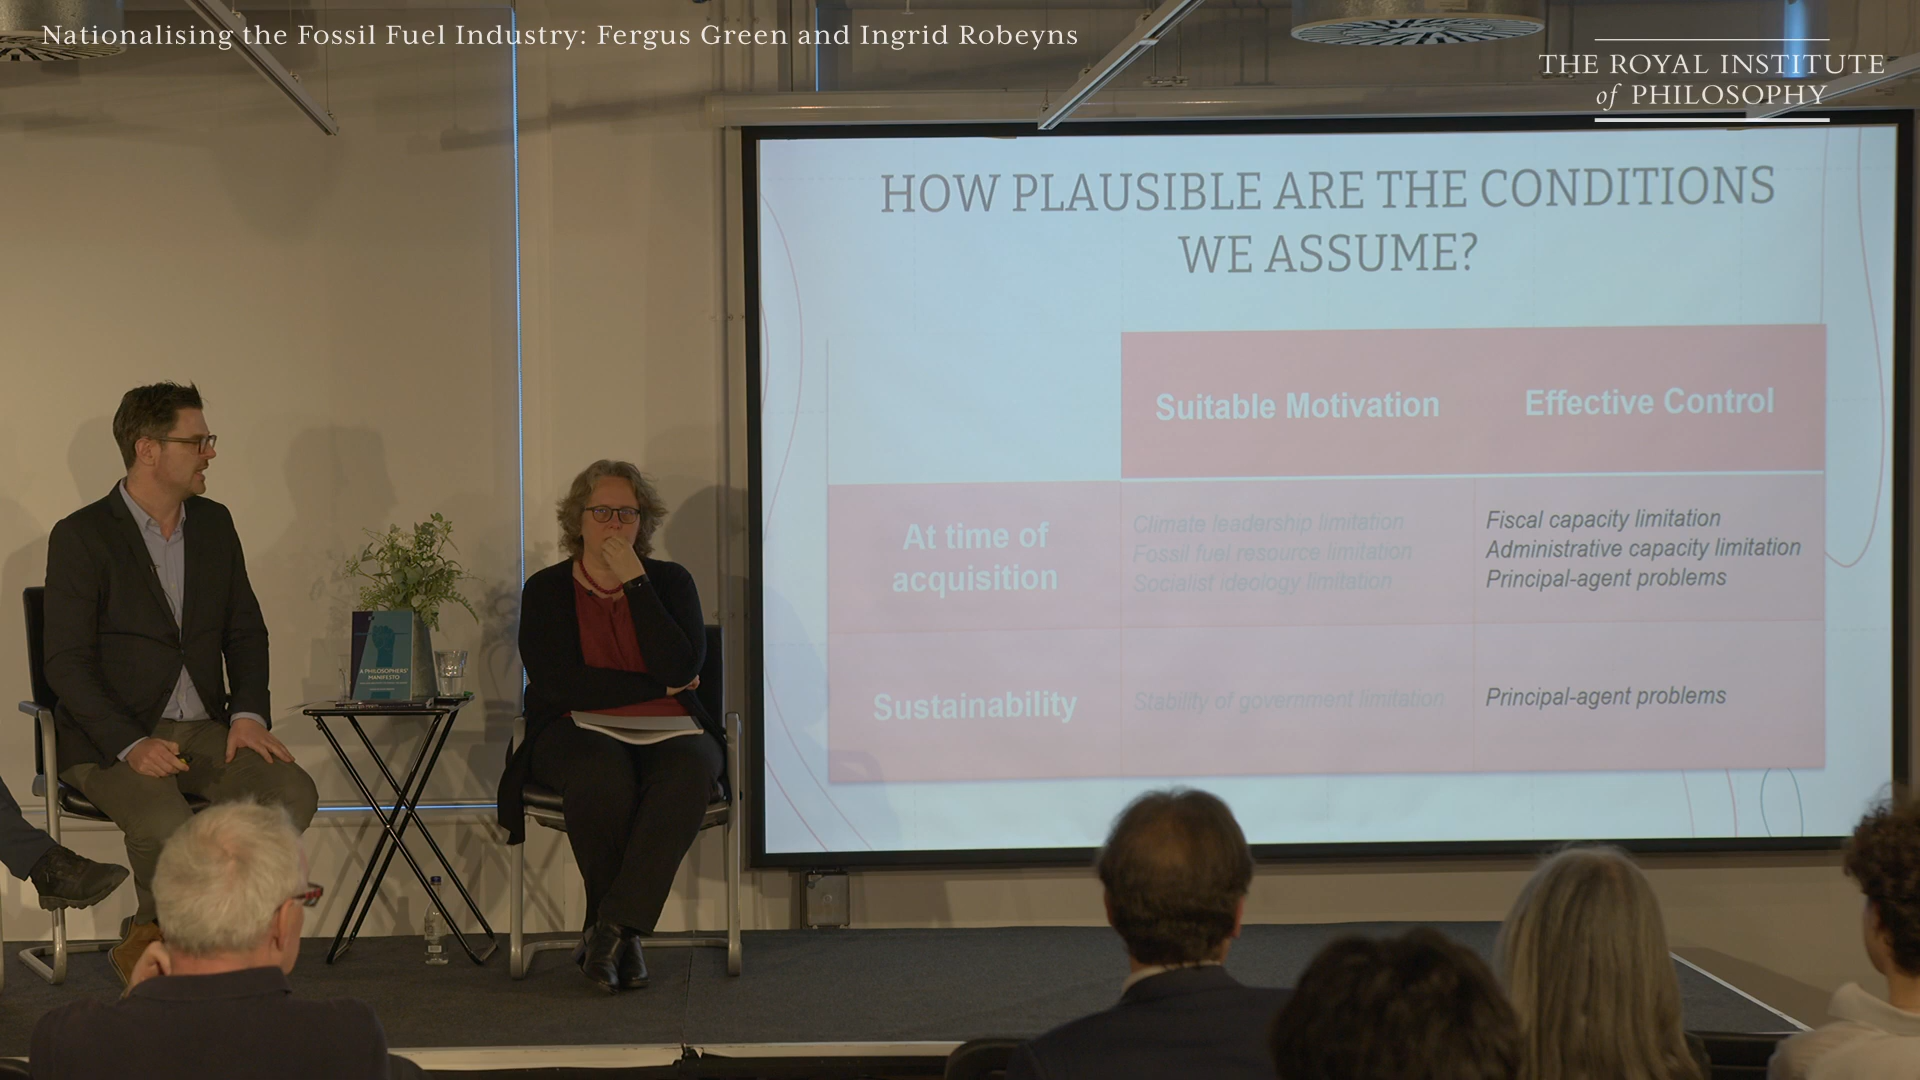 Nationalising the Fossil Fuel Industry: Fergus Green and Ingrid Robeyns
THE ROYAL INSTITUTE
of PHILOSOPHY
HOW PLAUSIBLE ARE THE CONDITIONS
WE ASSUME?
Suitable Motivation
Effective Control
At time of
acquisition
Climate leadership limitation
Fossil fuel resource limitation
Socialist ideology limitation
Fiscal capacity limitation
Administrative capacity limitation
Principal-agent problems
Sustainability
Stability of government limitation
Principal-agent problems
A PHILOSOPHERS'
MANIFESTO